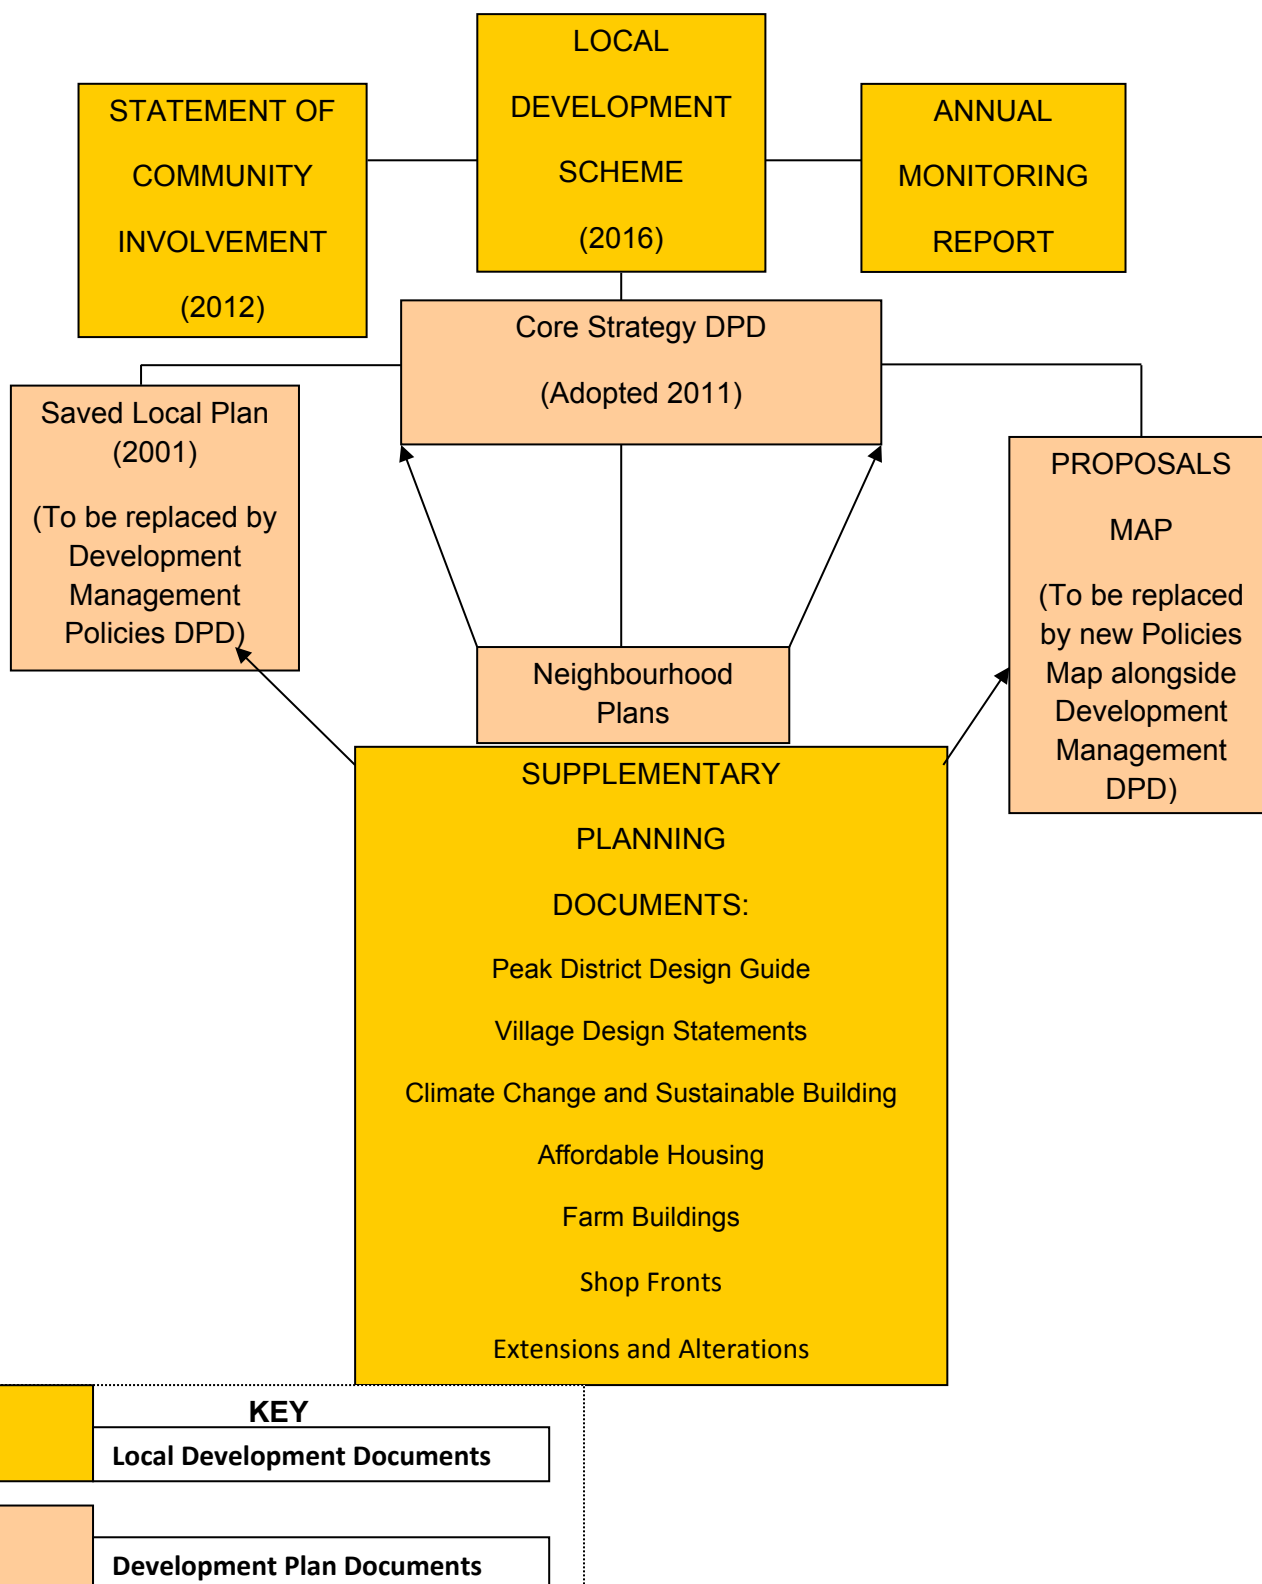 LOCAL
DEVELOPMENT
SCHEME
(2016)
STATEMENT OF
COMMUNITY
INVOLVEMENT
(2012)
ANNUAL
MONITORING
REPORT
Core Strategy DPD
(Adopted 2011)
Saved Local Plan
(2001)
(To be replaced by
Development
Management
Policies DPD)
PROPOSALS
MAP
(To be replaced
by new Policies
Map alongside
Development
Management
DPD)
Neighbourhood
Plans
SUPPLEMENTARY
PLANNING
DOCUMENTS:
Peak District Design Guide
Village Design Statements
Climate Change and Sustainable Building
Affordable Housing
Farm Buildings
Shop Fronts
Extensions and Alterations
KEY
Local Development Documents
Development Plan Documents